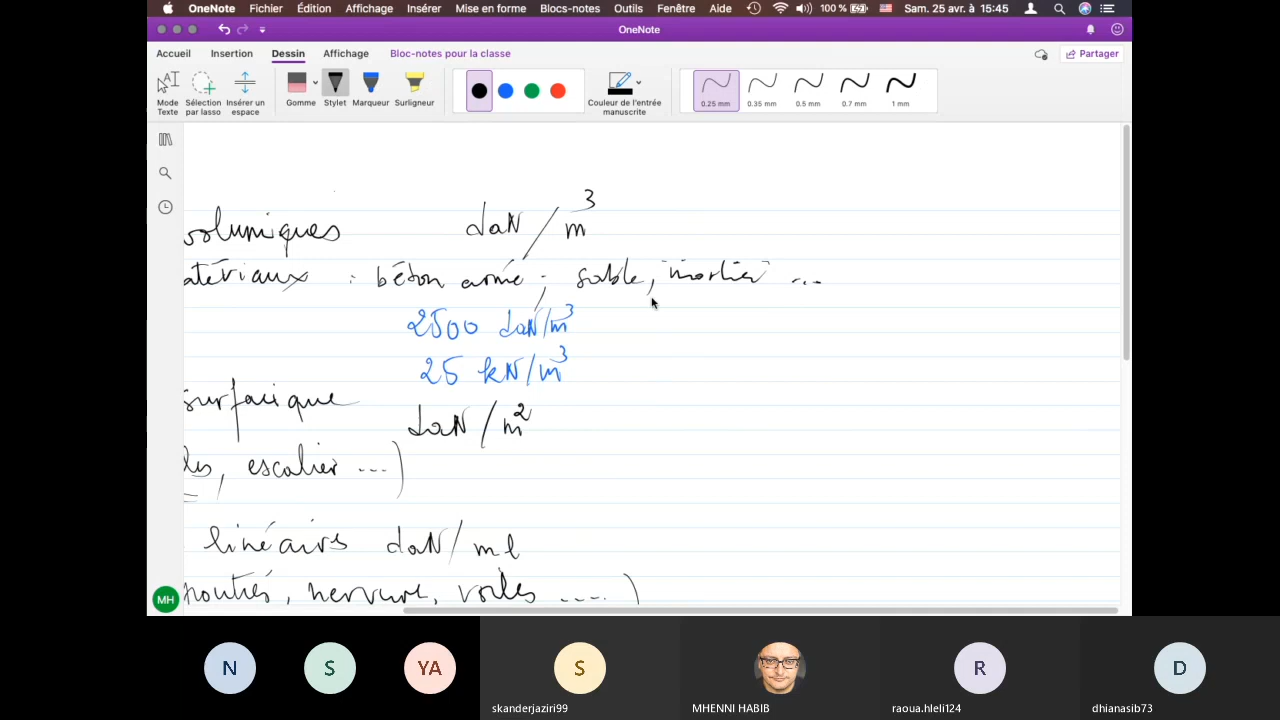 OneNote Fichier Édition Affichage Insérer Mise en forme Blocs-notes Outils Fenêtre Aide 100 % Sam. 25 avr. à 15:45
OneNote
Accueil Insertion Dessin Affichage Bloc-notes pour la classe Partager
Mode Texte Sélection par lasso Insérer un espace Gomme Stylet Marqueur Surligneur Couleur de l'entrée manuscrite 0.25 mm 0.35 mm 0.5 mm 0.7 mm 1 mm
volumiques daN/m³
atériaux : béton armé ; sable, "mortier" ...
2500 daN/m³
25 kN/m³
surfacique daN/m²
les, escalier ...)
linéaires daN/ml
poutres, nervure, voiles ....)
MH
N S YA S R D
skanderjaziri99 MHENNI HABIB raoua.hleli124 dhianasib73